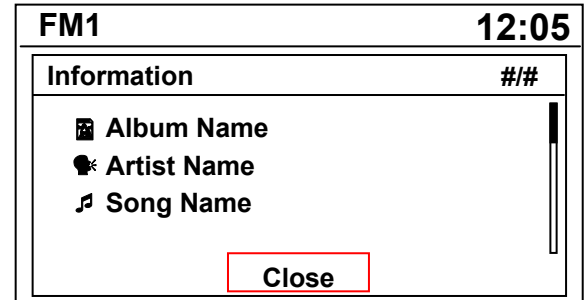 FM1 12:05
Information #/#
Album Name
Artist Name
Song Name
Close